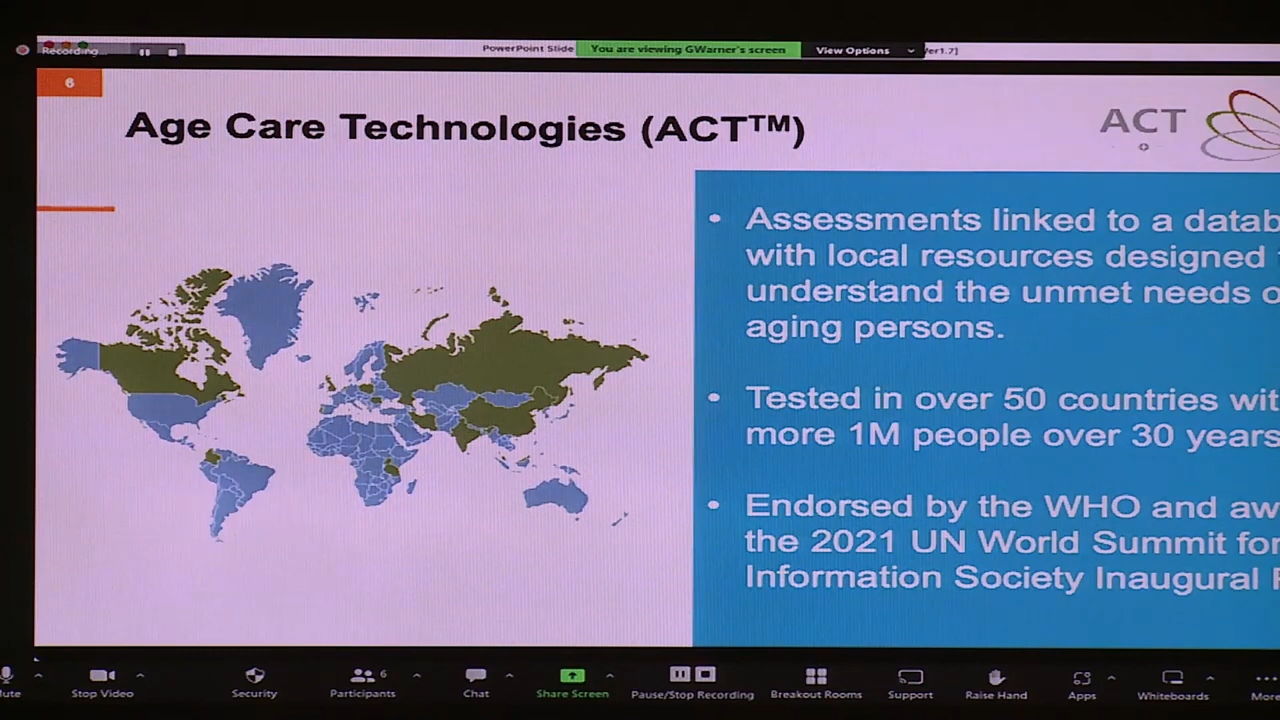 Recording...
PowerPoint Slide
You are viewing GWarner's screen
View Options
6
Age Care Technologies (ACT™)
ACT
• Assessments linked to a datab
with local resources designed
understand the unmet needs o
aging persons.
• Tested in over 50 countries wit
more 1M people over 30 years
• Endorsed by the WHO and aw
the 2021 UN World Summit for
Information Society Inaugural
Mute
Stop Video
Security
Participants
6
Chat
Share Screen
Pause/Stop Recording
Breakout Rooms
Support
Raise Hand
Apps
Whiteboards
More